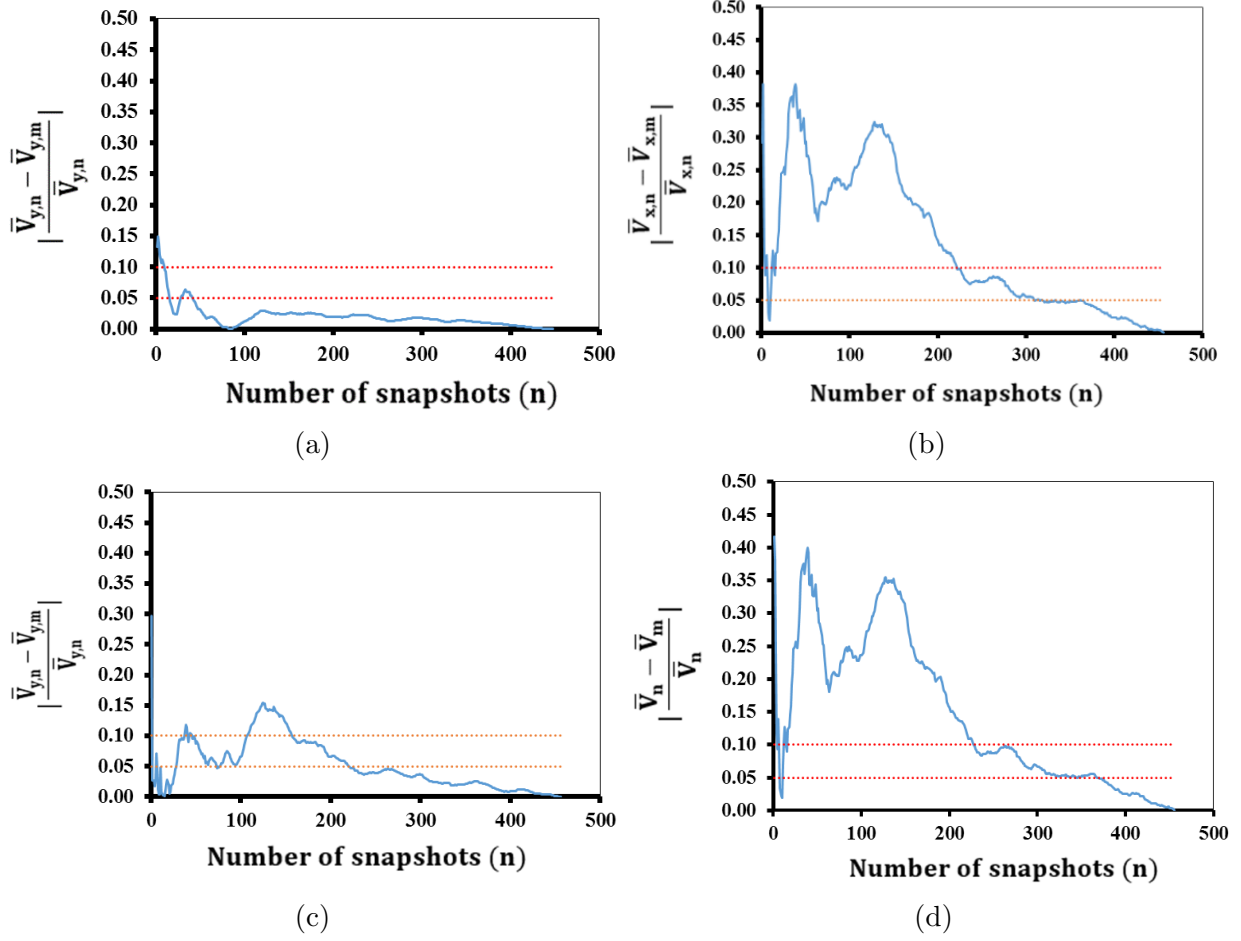 0.50
0.45
0.40
0.35
0.30
0.25
0.20
0.15
0.10
0.05
0.00
0 100 200 300 400 500
| V̅y,n − V̅y,m / V̅y,n |
Number of snapshots (n)
(a)
0.50
0.45
0.40
0.35
0.30
0.25
0.20
0.15
0.10
0.05
0.00
0 100 200 300 400 500
| V̅x,n − V̅x,m / V̅x,n |
Number of snapshots (n)
(b)
0.50
0.45
0.40
0.35
0.30
0.25
0.20
0.15
0.10
0.05
0.00
0 100 200 300 400 500
| V̅y,n − V̅y,m / V̅y,n |
Number of snapshots (n)
(c)
0.50
0.45
0.40
0.35
0.30
0.25
0.20
0.15
0.10
0.05
0.00
0 100 200 300 400 500
| V̅n − V̅m / V̅n |
Number of snapshots (n)
(d)